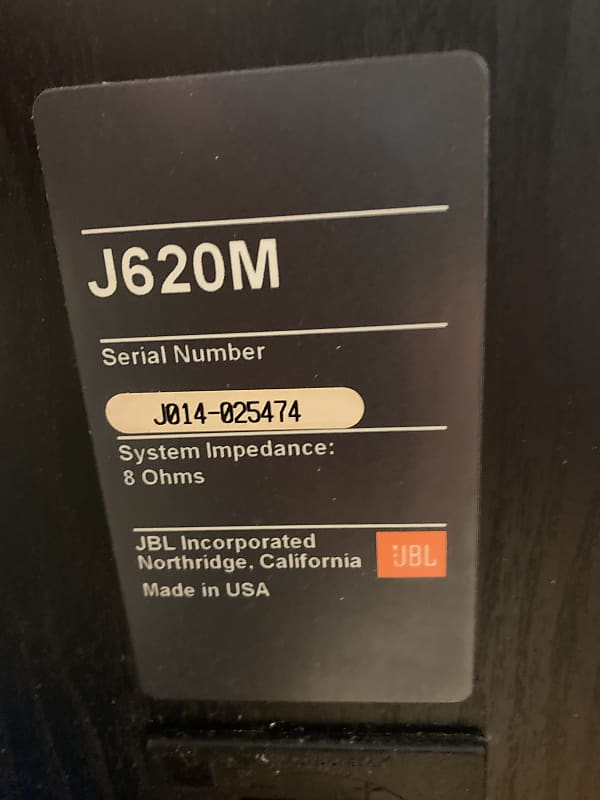 J620M
Serial Number
J014-025474
System Impedance:
8 Ohms
JBL Incorporated
Northridge, California
JBL
Made in USA